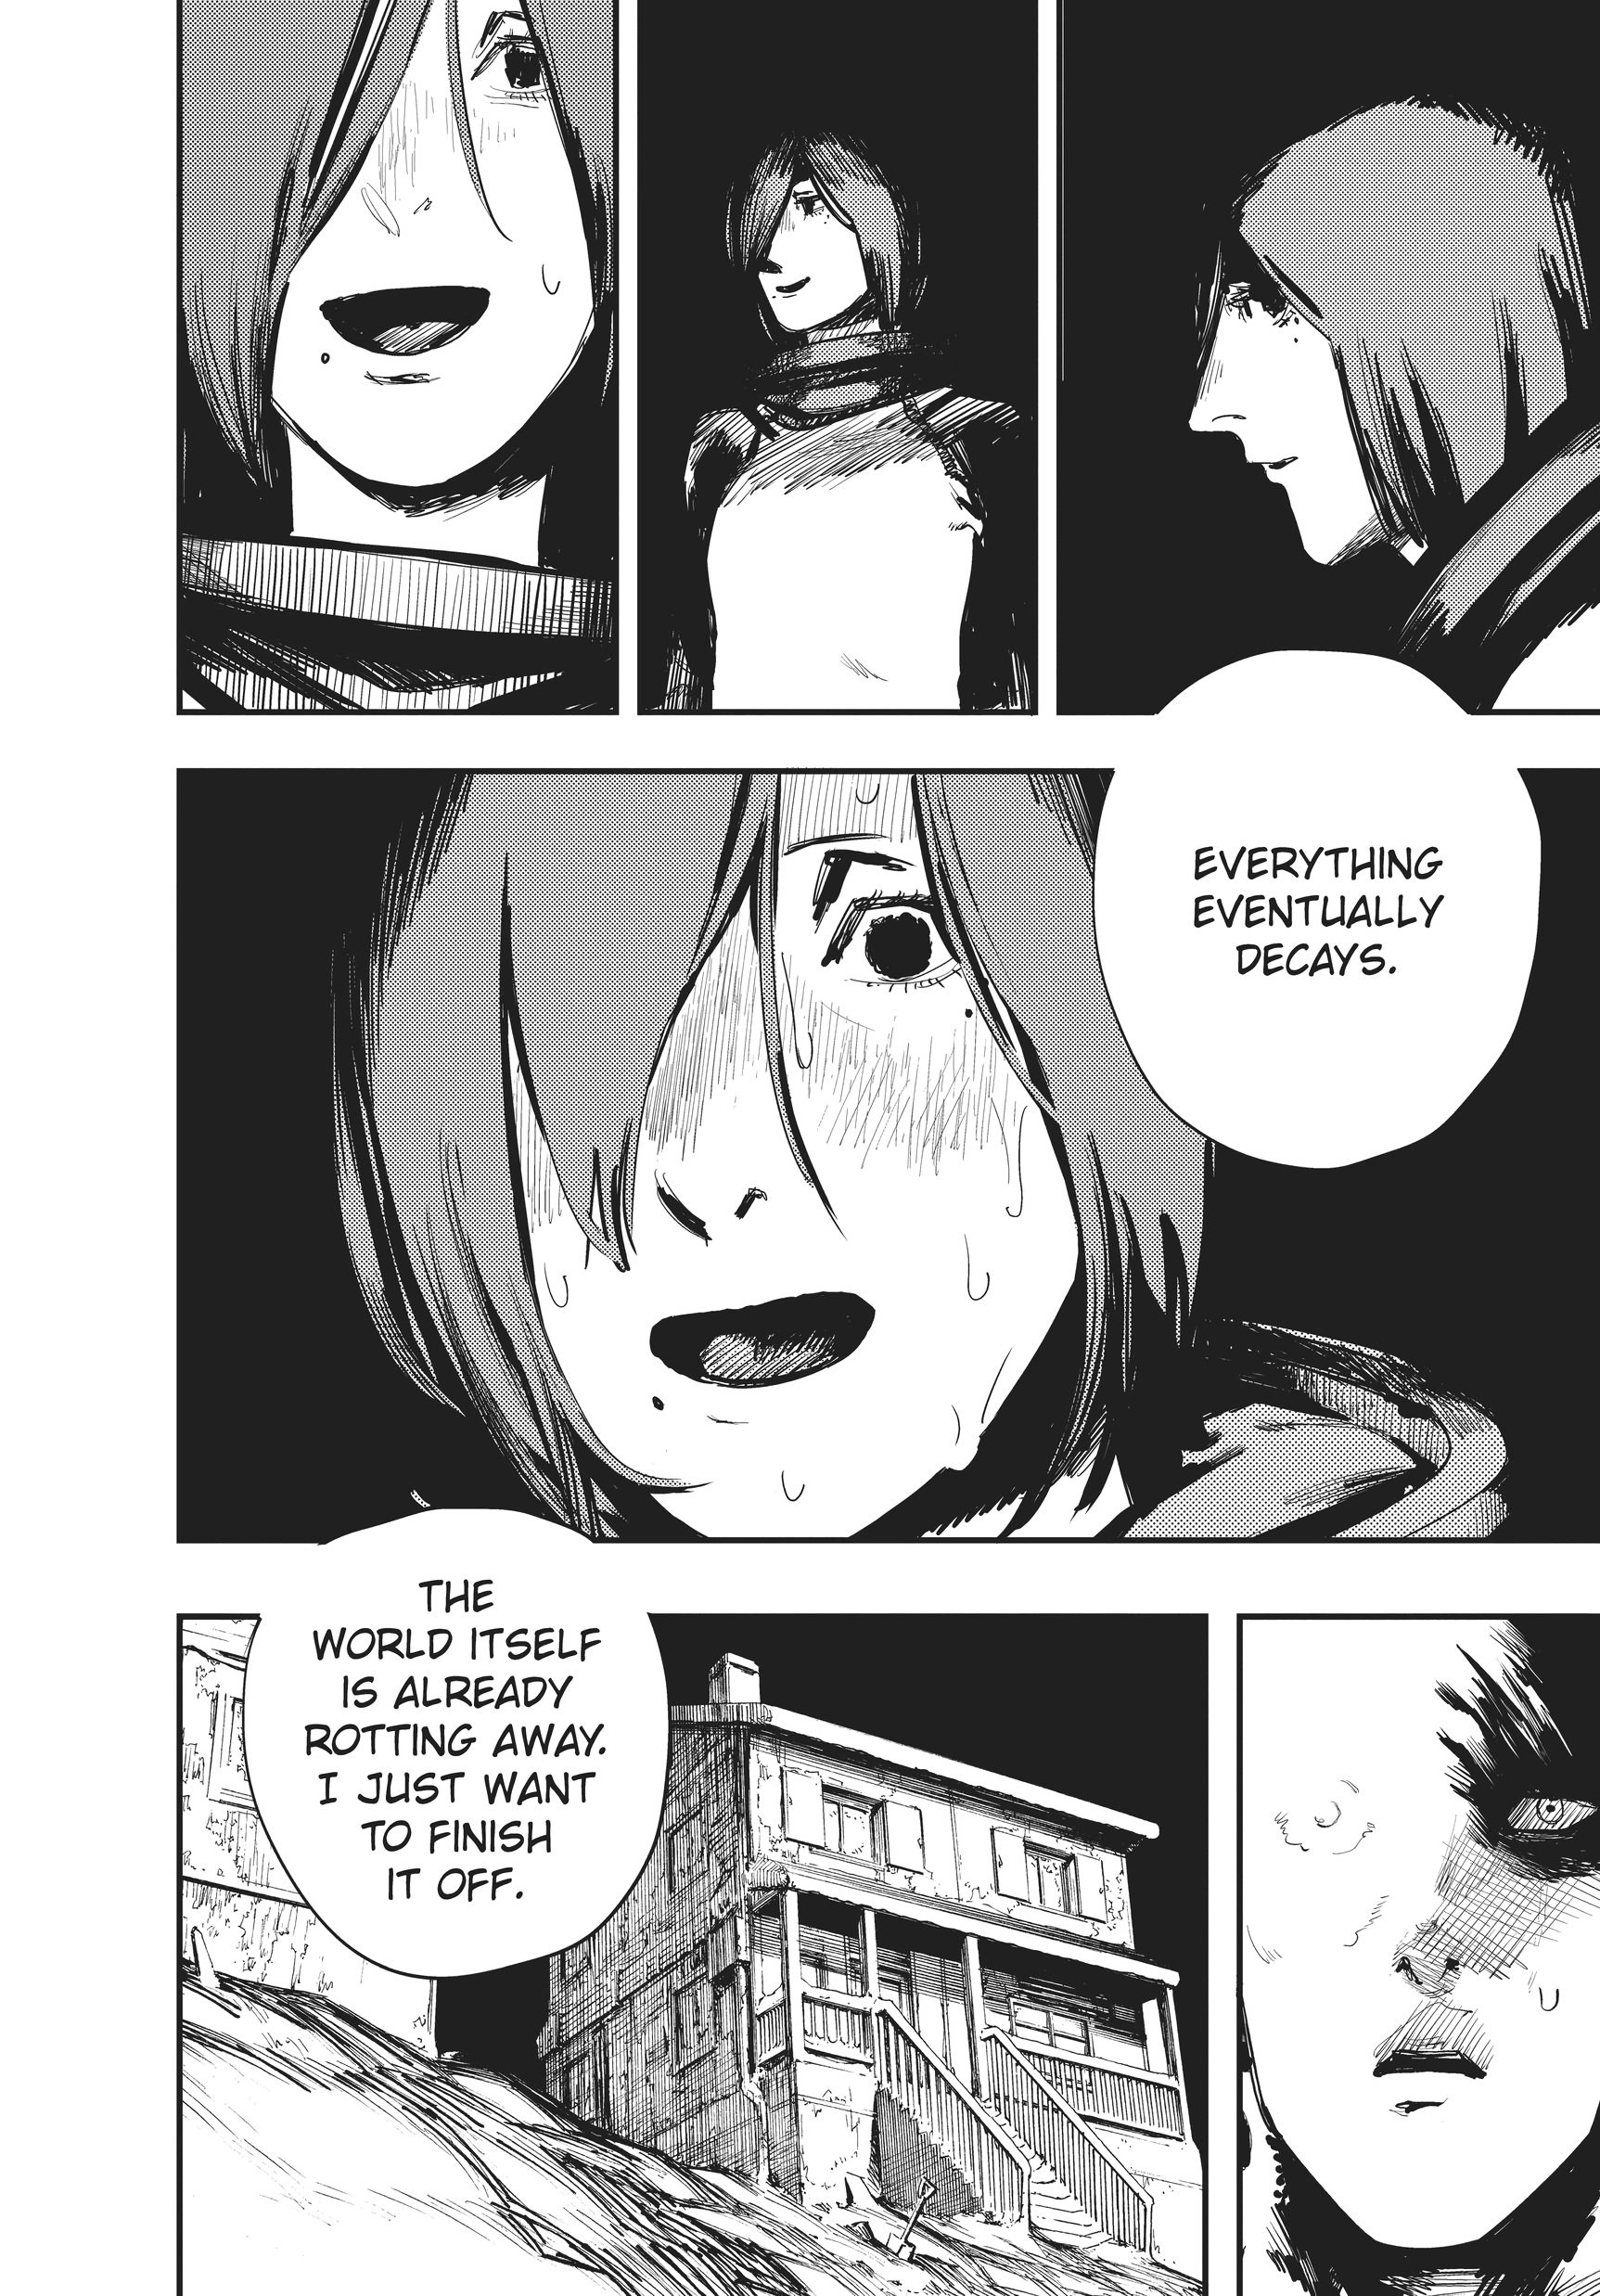 EVERYTHING
EVENTUALLY
DECAYS.
THE
WORLD ITSELF
IS ALREADY
ROTTING AWAY.
I JUST WANT
TO FINISH
IT OFF.